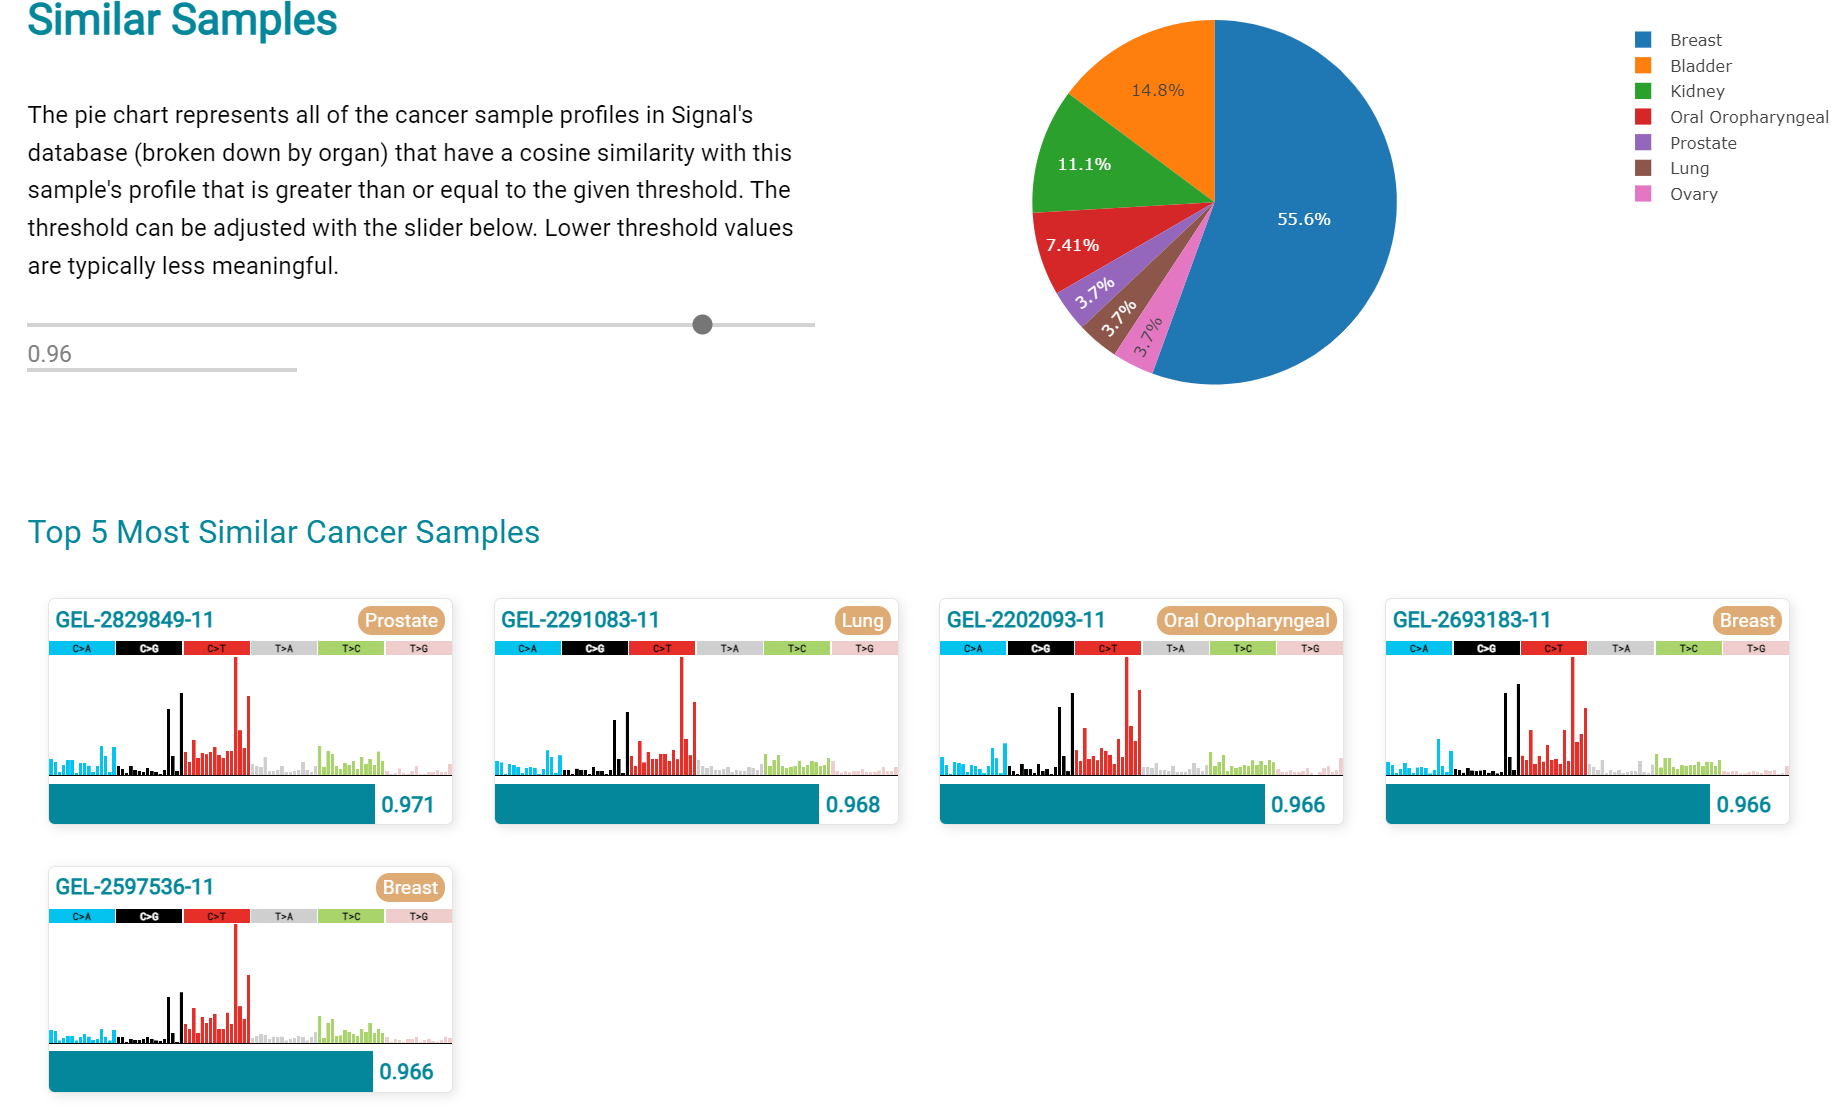 Similar Samples
The pie chart represents all of the cancer sample profiles in Signal's
database (broken down by organ) that have a cosine similarity with this
sample's profile that is greater than or equal to the given threshold. The
threshold can be adjusted with the slider below. Lower threshold values
are typically less meaningful.
0.96
14.8%
11.1%
7.41%
3.7%
3.7%
3.7%
55.6%
Breast
Bladder
Kidney
Oral Oropharyngeal
Prostate
Lung
Ovary
Top 5 Most Similar Cancer Samples
GEL-2829849-11 Prostate
C>A C>G C>T T>A T>C T>G
0.971
GEL-2291083-11 Lung
C>A C>G C>T T>A T>C T>G
0.968
GEL-2202093-11 Oral Oropharyngeal
C>A C>G C>T T>A T>C T>G
0.966
GEL-2693183-11 Breast
C>A C>G C>T T>A T>C T>G
0.966
GEL-2597536-11 Breast
C>A C>G C>T T>A T>C T>G
0.966